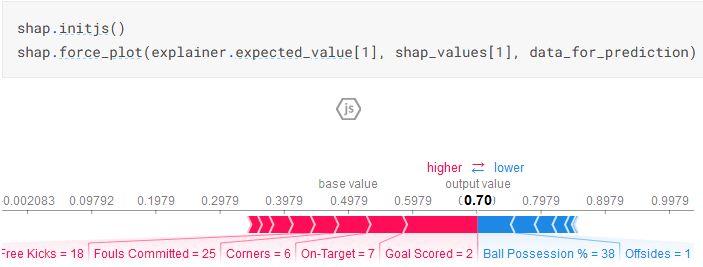 shap.initjs()
shap.force_plot(explainer.expected_value[1], shap_values[1], data_for_prediction)
js
higher lower
base value output value
-0.002083 0.09792 0.1979 0.2979 0.3979 0.4979 0.5979 0.70 0.7979 0.8979 0.9979
Free Kicks = 18 Fouls Committed = 25 Corners = 6 On-Target = 7 Goal Scored = 2 Ball Possession % = 38 Offsides = 1